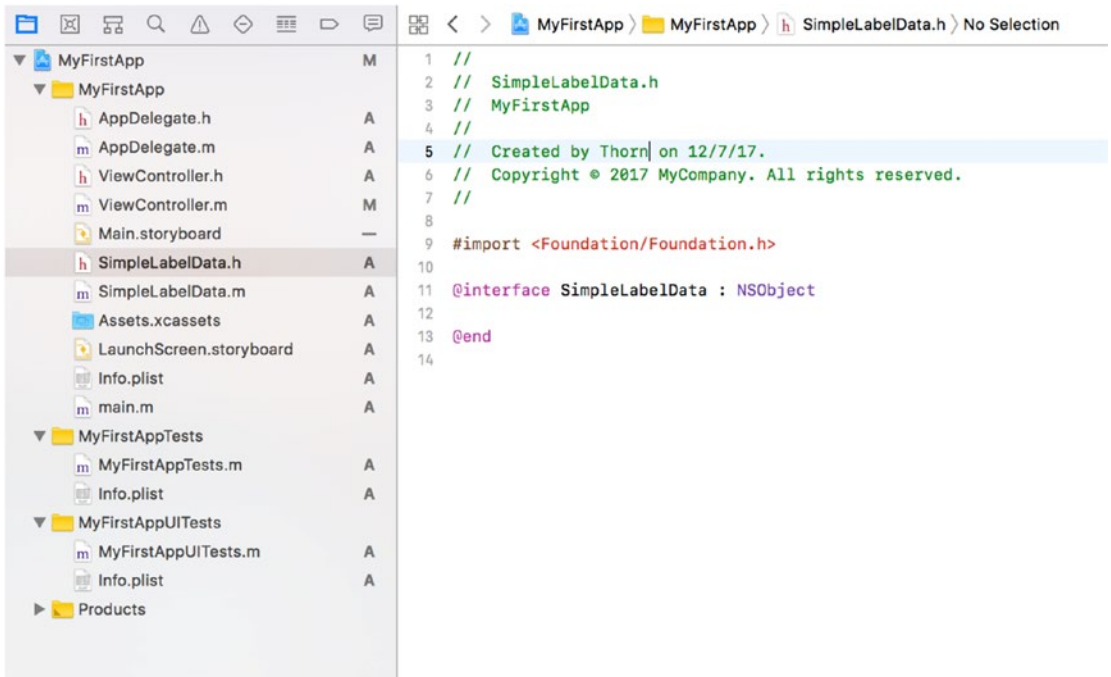 MyFirstApp 〉 MyFirstApp 〉 h SimpleLabelData.h 〉 No Selection
MyFirstApp M
MyFirstApp
h AppDelegate.h A
m AppDelegate.m A
h ViewController.h A
m ViewController.m M
Main.storyboard —
h SimpleLabelData.h A
m SimpleLabelData.m A
Assets.xcassets A
LaunchScreen.storyboard A
Info.plist A
m main.m A
MyFirstAppTests
m MyFirstAppTests.m A
Info.plist A
MyFirstAppUITests
m MyFirstAppUITests.m A
Info.plist A
Products
1 //
2 // SimpleLabelData.h
3 // MyFirstApp
4 //
5 // Created by Thorn on 12/7/17.
6 // Copyright © 2017 MyCompany. All rights reserved.
7 //
8
9 #import <Foundation/Foundation.h>
10
11 @interface SimpleLabelData : NSObject
12
13 @end
14